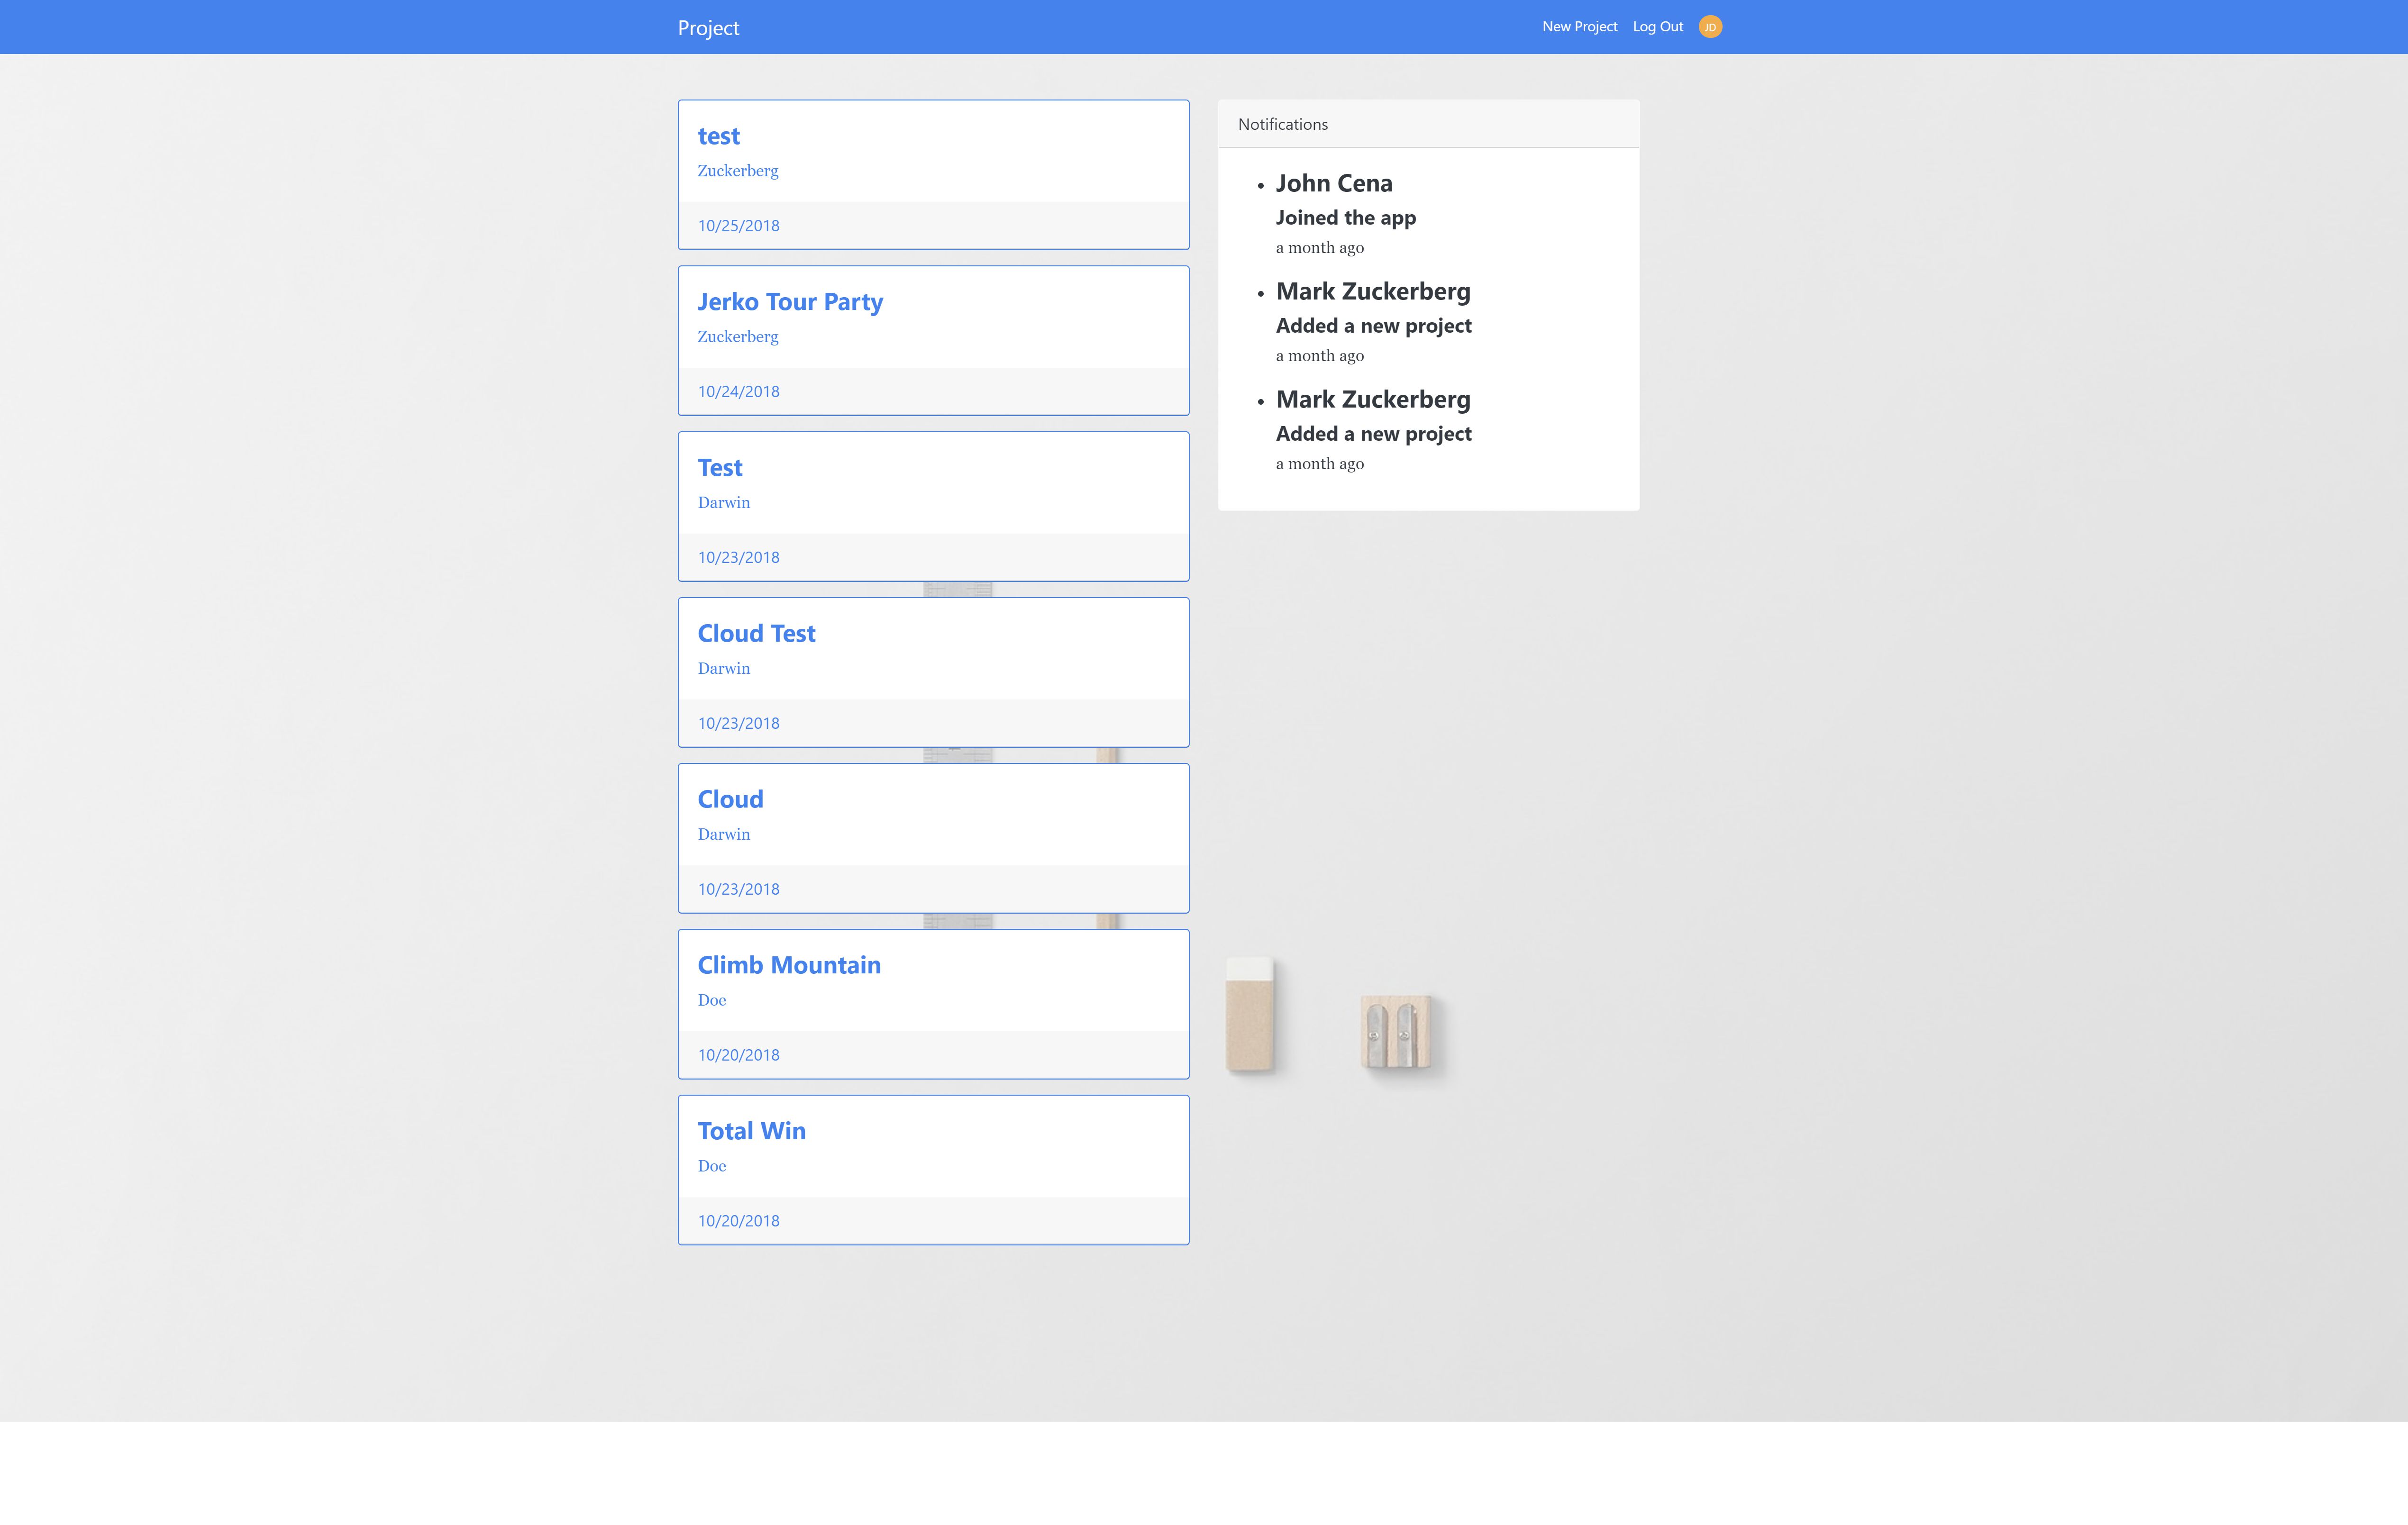 Project
New Project
Log Out
JD
test
Zuckerberg
10/25/2018
Jerko Tour Party
Zuckerberg
10/24/2018
Test
Darwin
10/23/2018
Cloud Test
Darwin
10/23/2018
Cloud
Darwin
10/23/2018
Climb Mountain
Doe
10/20/2018
Total Win
Doe
10/20/2018
Notifications
John Cena
Joined the app
a month ago
Mark Zuckerberg
Added a new project
a month ago
Mark Zuckerberg
Added a new project
a month ago